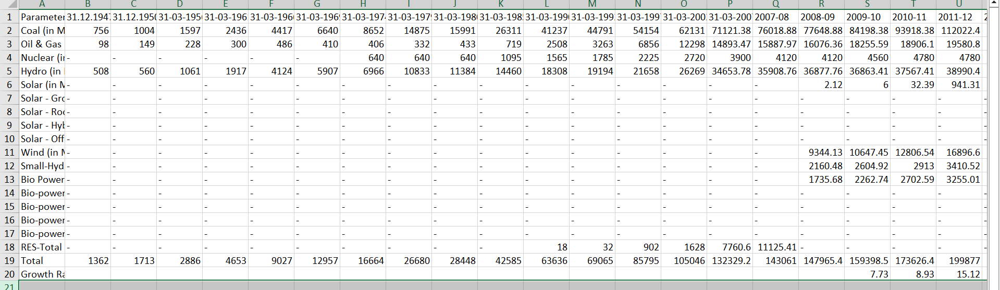 A B C D E F G H I J K L M N O P Q R S T U
1 Parameter 31.12.1947 31.12.1950 31-03-195 31-03-196 31-03-196 31-03-196 31-03-197 31-03-197 31-03-198 31-03-198 31-03-199 31-03-199 31-03-199 31-03-200 31-03-200 2007-08 2008-09 2009-10 2010-11 2011-12 2
2 Coal (in M 756 1004 1597 2436 4417 6640 8652 14875 15991 26311 41237 44791 54154 62131 71121.38 76018.88 77648.88 84198.38 93918.38 112022.4
3 Oil & Gas 98 149 228 300 486 410 406 332 433 719 2508 3263 6856 12298 14893.47 15887.97 16076.36 18255.59 18906.1 19580.8
4 Nuclear (in - - - - - - 640 640 640 1095 1565 1785 2225 2720 3900 4120 4120 4560 4780 4780
5 Hydro (in 508 560 1061 1917 4124 5907 6966 10833 11384 14460 18308 19194 21658 26269 34653.78 35908.76 36877.76 36863.41 37567.41 38990.4
6 Solar (in M - - - - - - - - - - - - - - - - 2.12 6 32.39 941.31
7 Solar - Gro - - - - - - - - - - - - - - - - - - - - -
8 Solar - Roo - - - - - - - - - - - - - - - - - - - - -
9 Solar - Hyb - - - - - - - - - - - - - - - - - - - - -
10 Solar - Off - - - - - - - - - - - - - - - - - - - - -
11 Wind (in M - - - - - - - - - - - - - - - - 9344.13 10647.45 12806.54 16896.6
12 Small-Hyd - - - - - - - - - - - - - - - - 2160.48 2604.92 2913 3410.52
13 Bio Power - - - - - - - - - - - - - - - - 1735.68 2262.74 2702.59 3255.01
14 Bio-power - - - - - - - - - - - - - - - - - - - - -
15 Bio-power - - - - - - - - - - - - - - - - - - - - -
16 Bio-power - - - - - - - - - - - - - - - - - - - - -
17 Bio-power - - - - - - - - - - - - - - - - - - - - -
18 RES-Total - - - - - - - - - - 18 32 902 1628 7760.6 11125.41 - - - - -
19 Total 1362 1713 2886 4653 9027 12957 16664 26680 28448 42585 63636 69065 85795 105046 132329.2 143061 147965.4 159398.5 173626.4 199877
20 Growth Ra 7.73 8.93 15.12
21